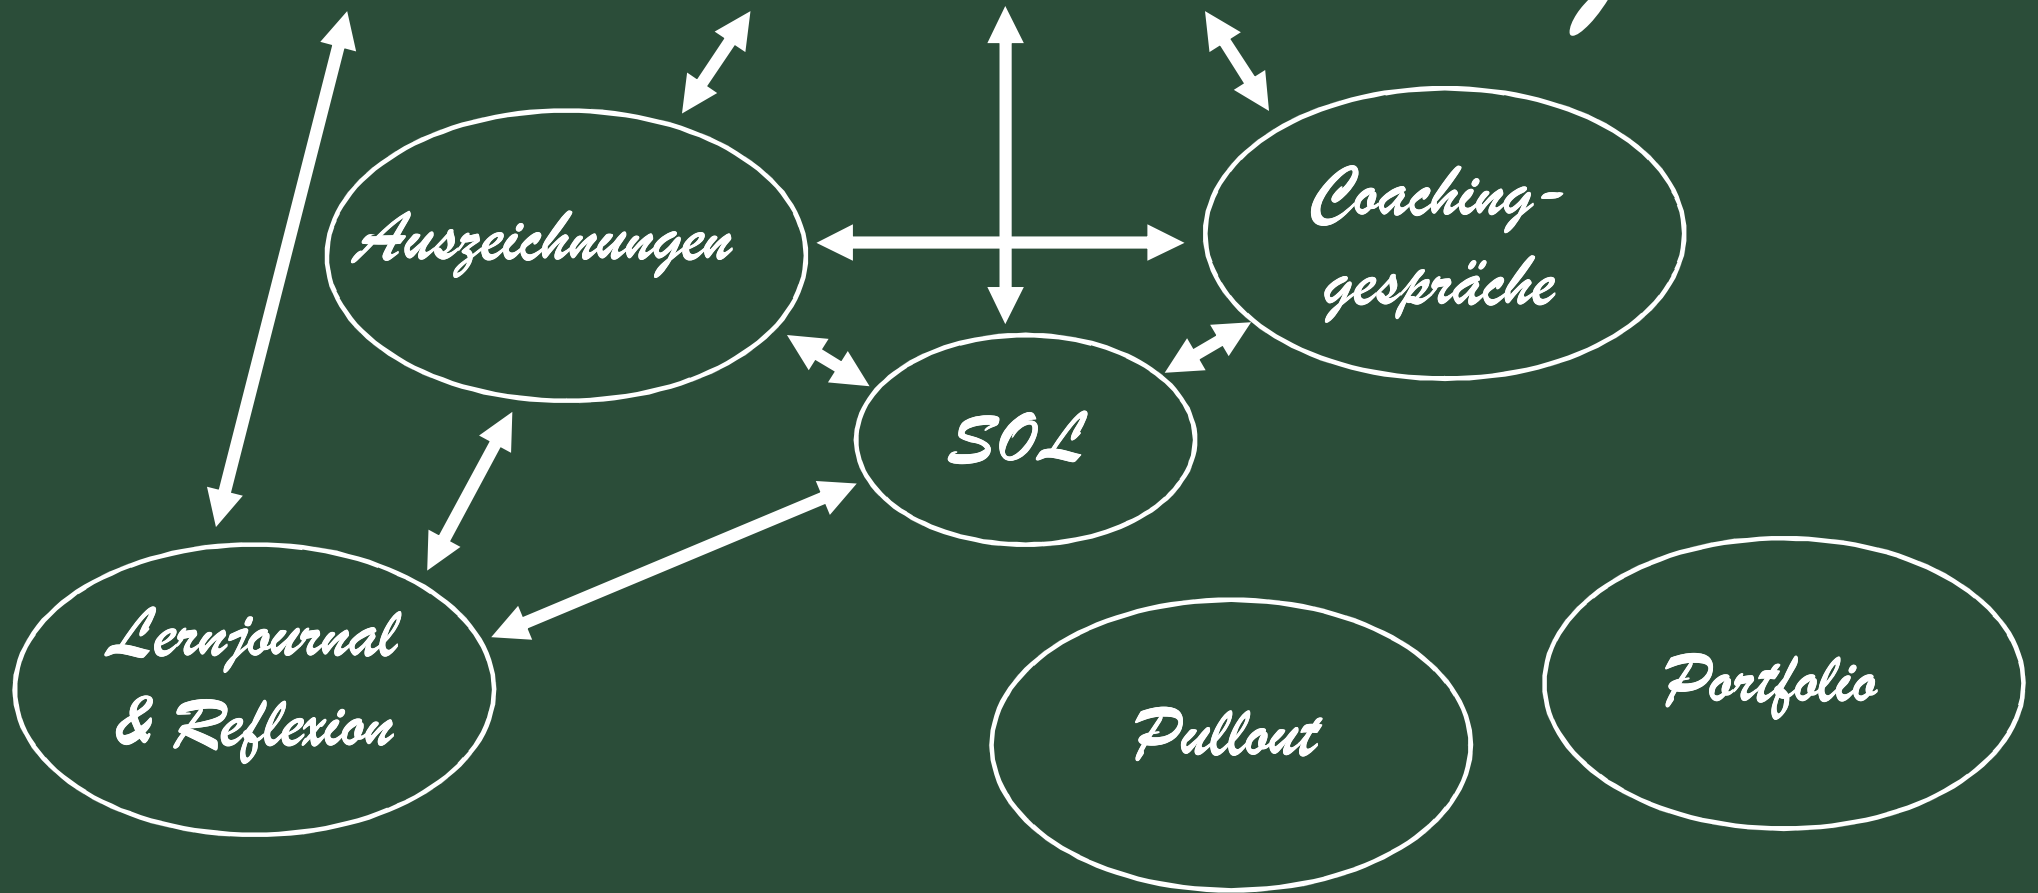 Auszeichnungen
Coaching-
gespräche
SOL
Lernjournal
& Reflexion
Pullout
Portfolio